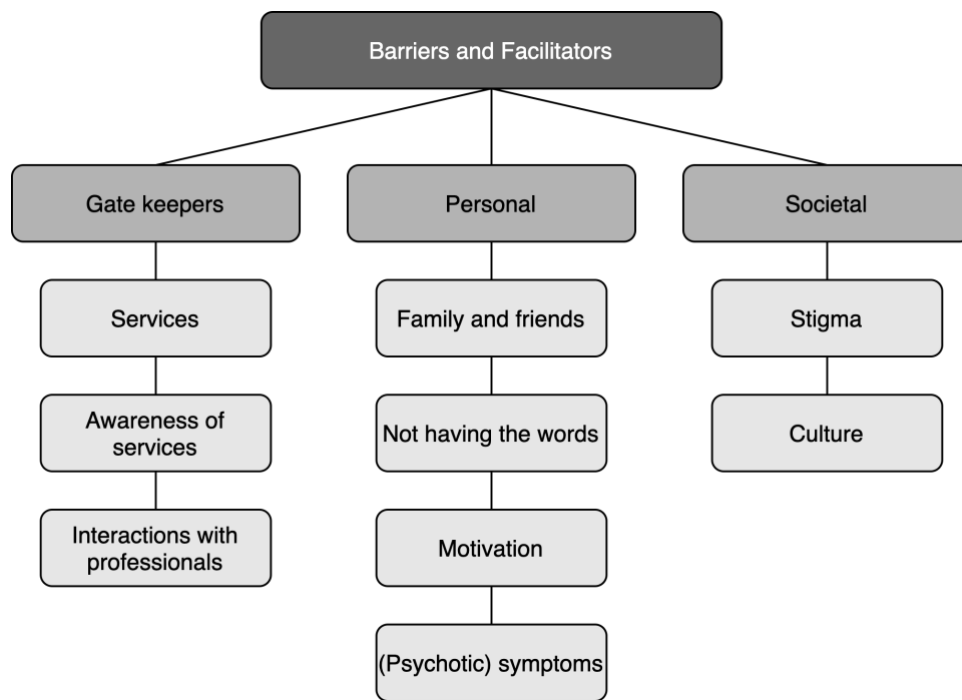 Barriers and Facilitators
Gate keepers
Personal
Societal
Services
Family and friends
Stigma
Awareness of
services
Not having the words
Culture
Interactions with
professionals
Motivation
(Psychotic) symptoms